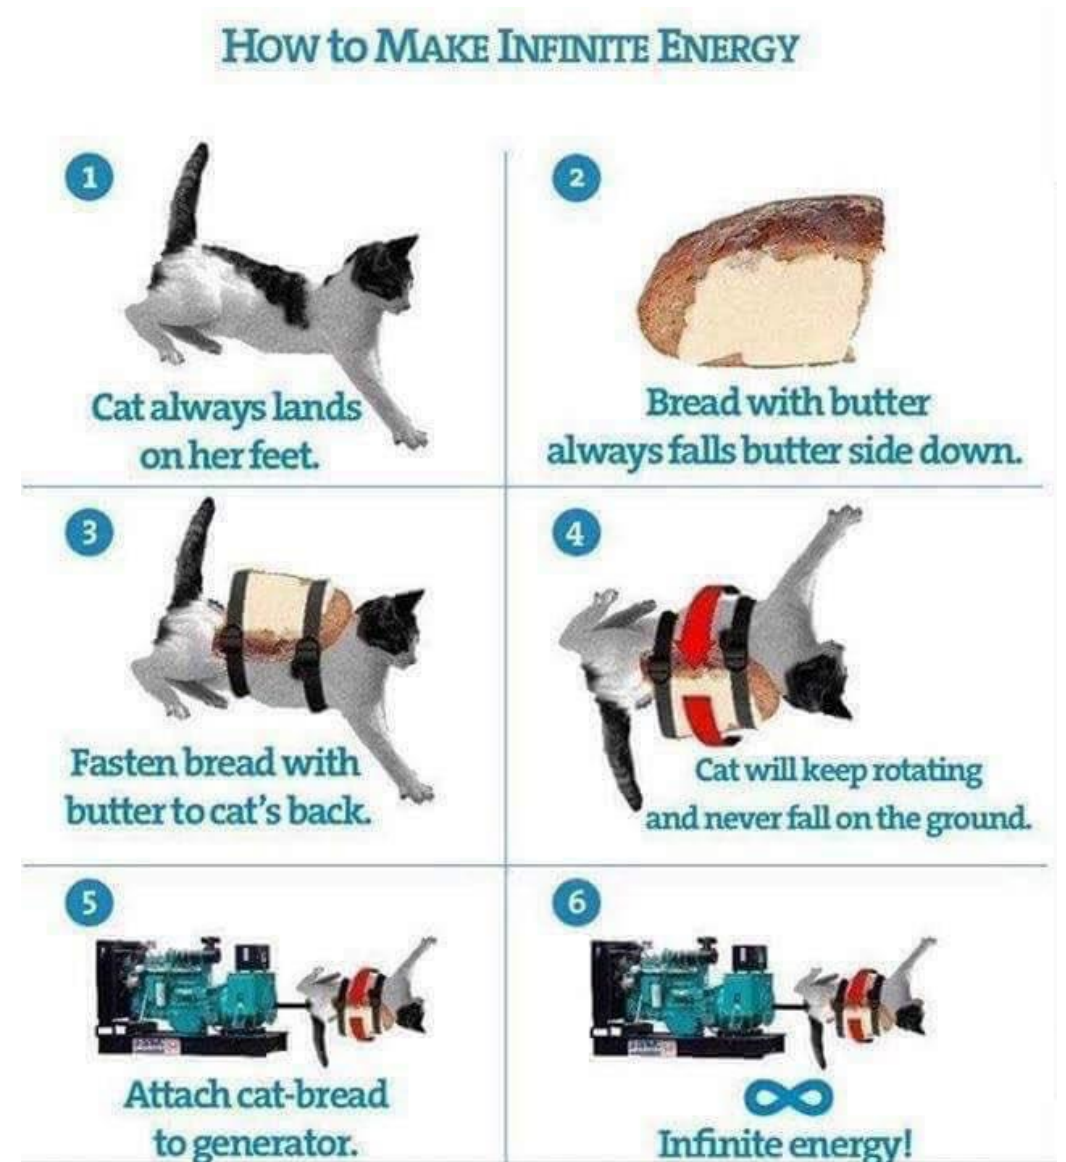 How to Make Infinite Energy
1
Cat always lands
on her feet.
2
Bread with butter
always falls butter side down.
3
Fasten bread with
butter to cat's back.
4
Cat will keep rotating
and never fall on the ground.
5
Attach cat-bread
to generator.
6
∞
Infinite energy!